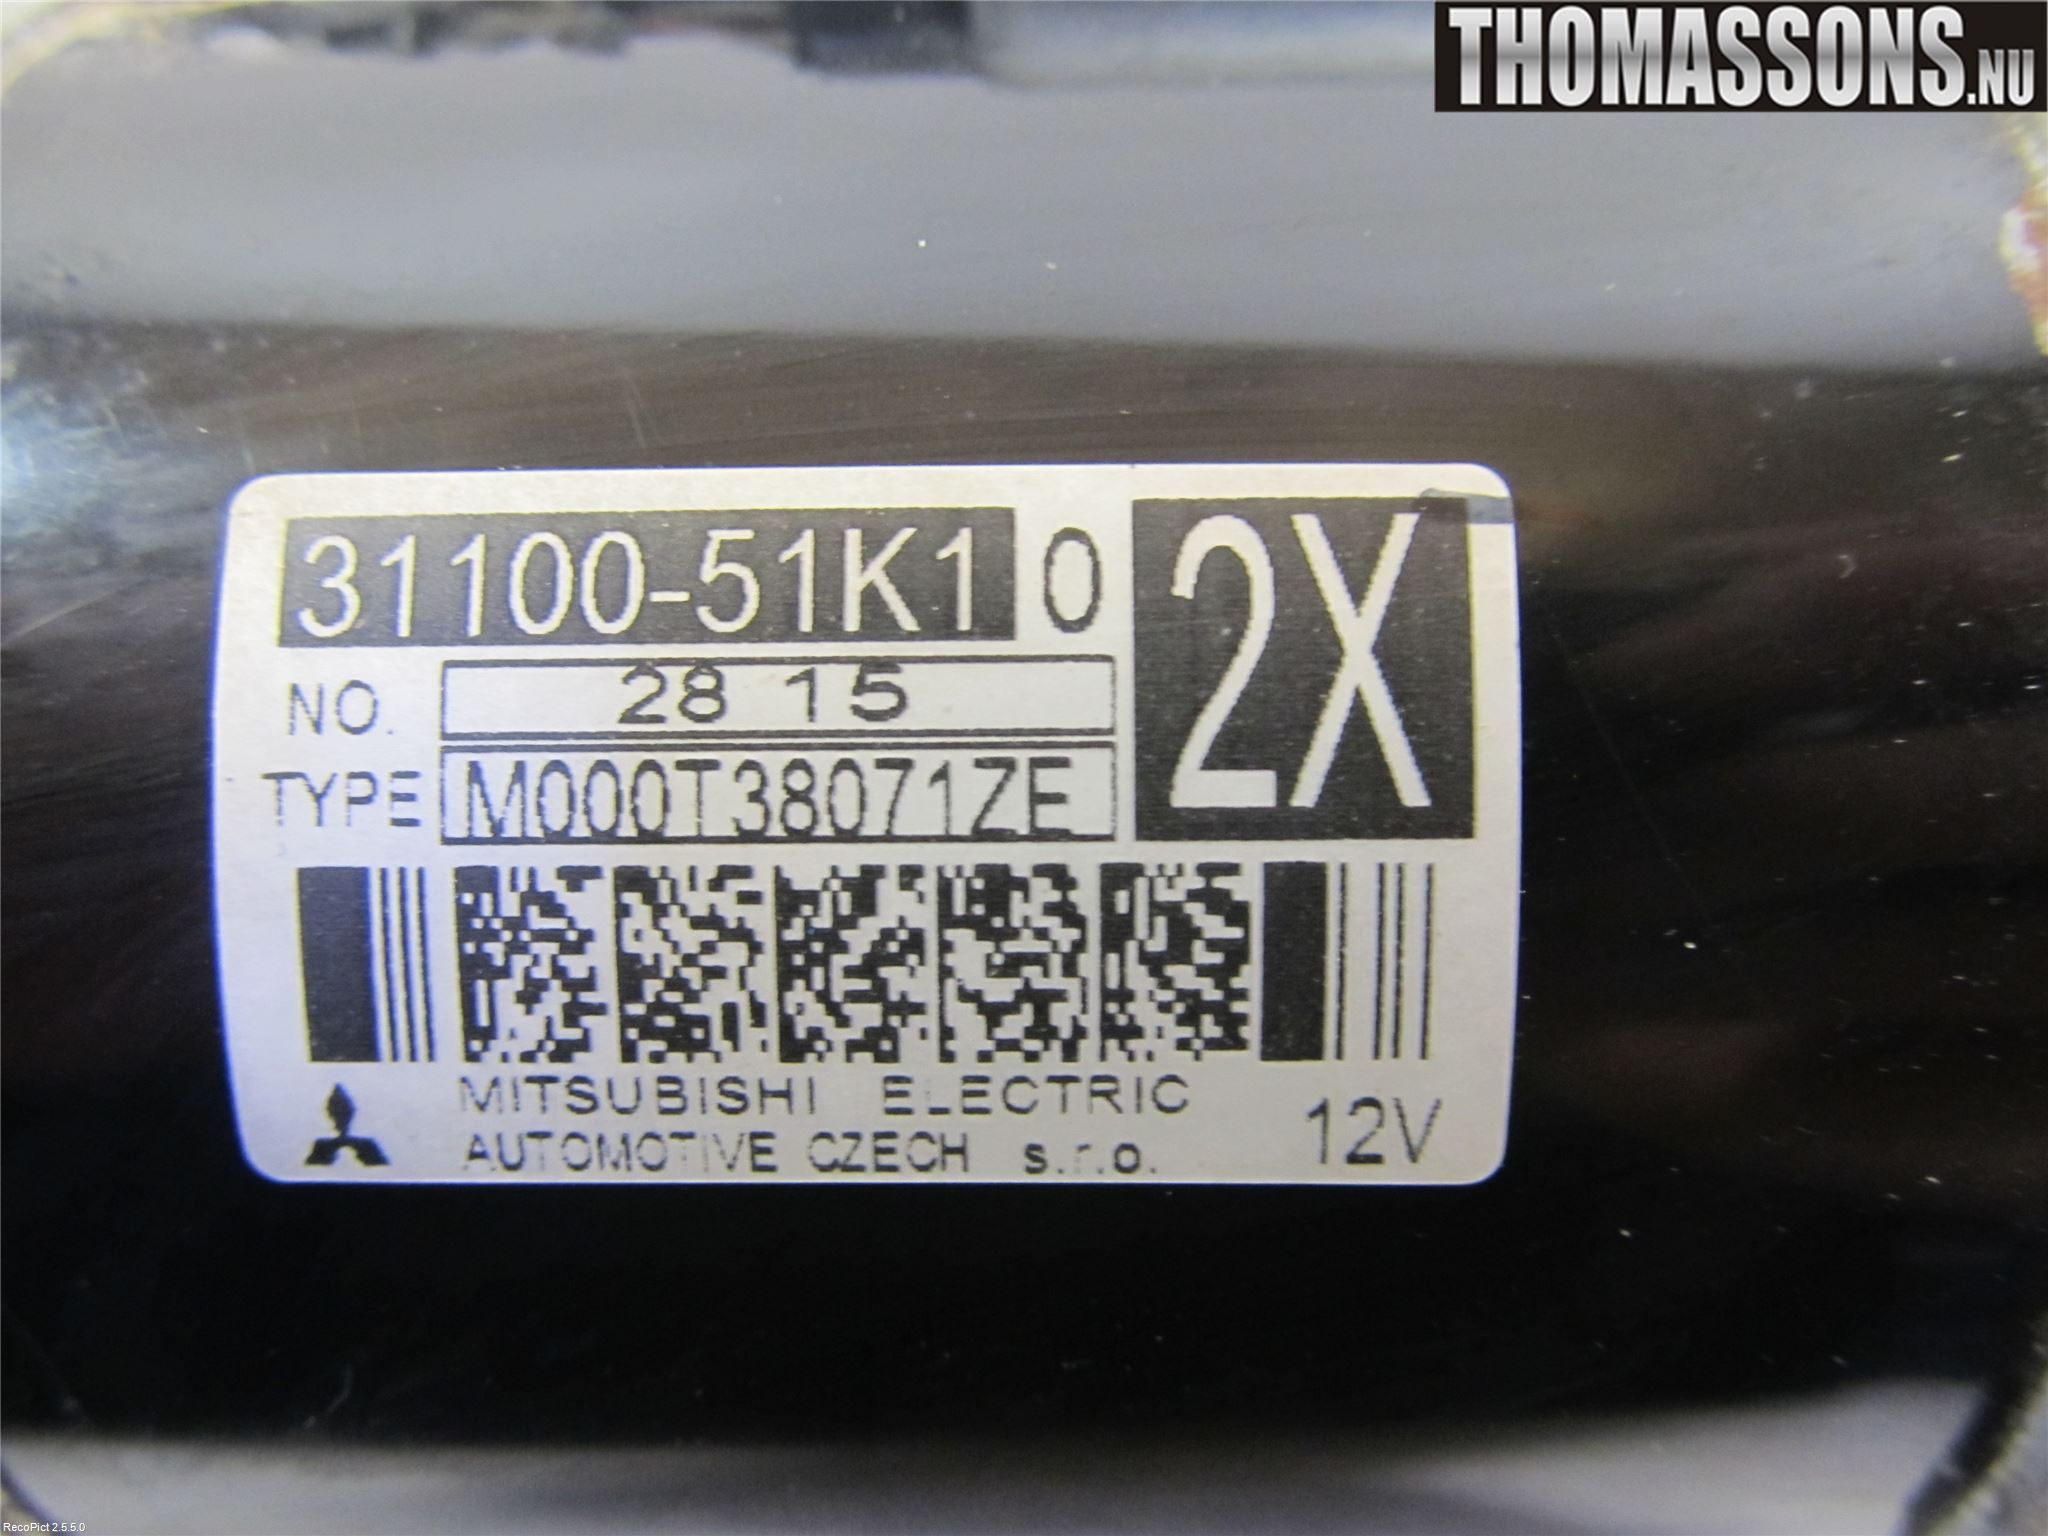 THOMASSONS.NU
31100-51K10
2X
NO. 28 15
TYPE M000T38071ZE
MITSUBISHI ELECTRIC
AUTOMOTIVE CZECH s.r.o.
12V
RecoPict 2.5.5.0